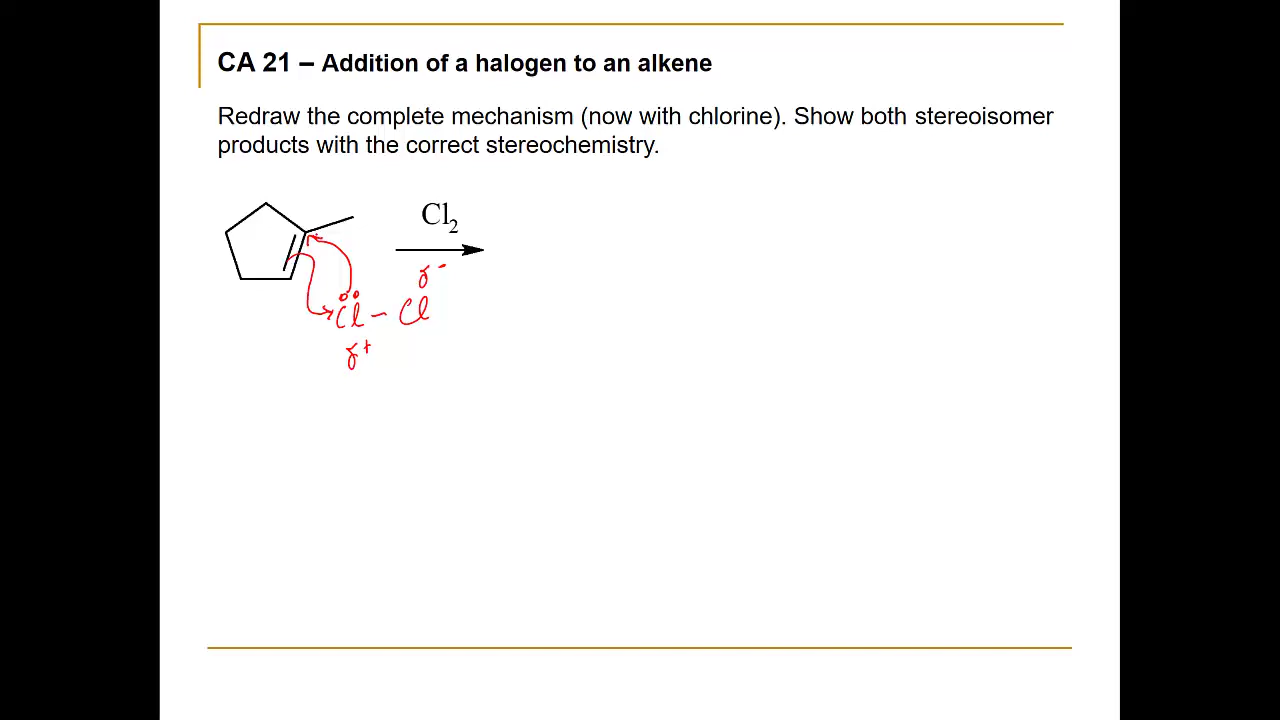 CA 21 – Addition of a halogen to an alkene
Redraw the complete mechanism (now with chlorine). Show both stereoisomer
products with the correct stereochemistry.
Cl₂
δ-
Cl – Cl
δ+